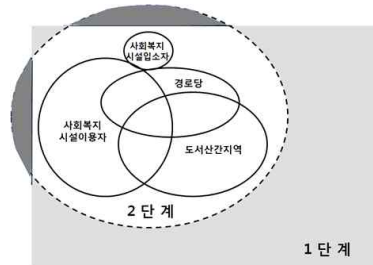 사회복지
시설입소자
경로당
사회복지
시설이용자
도서산간지역
2 단 계
1 단 계